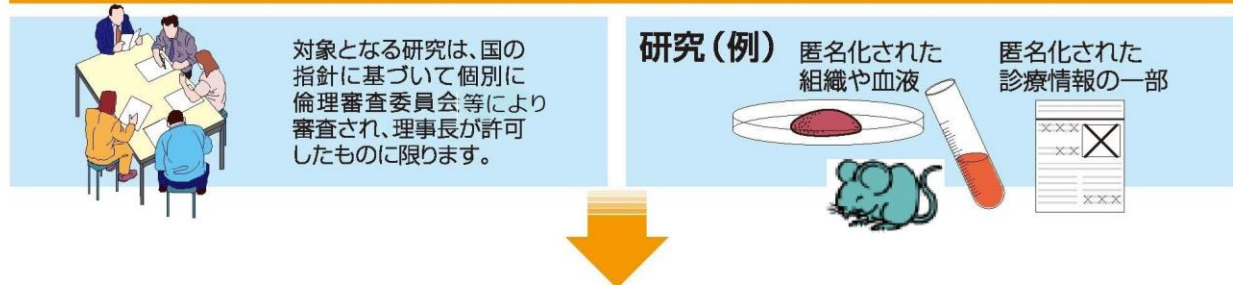 対象となる研究は、国の
指針に基づいて個別に
倫理審査委員会等により
審査され、理事長が許可
したものに限ります。
研究(例)
匿名化された
組織や血液
匿名化された
診療情報の一部
×××
××
×××